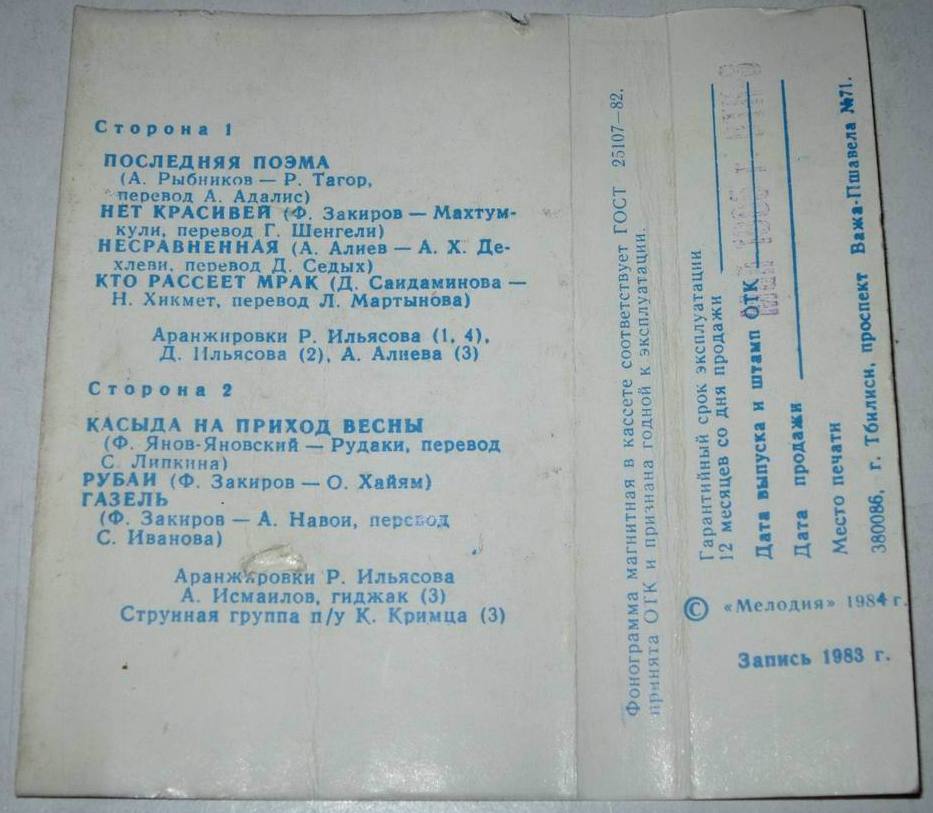 Сторона 1
ПОСЛЕДНЯЯ ПОЭМА
(А. Рыбников — Р. Тагор,
перевод А. Адалис)
НЕТ КРАСИВЕЙ (Ф. Закиров — Махтум-
кули, перевод Г. Шенгели)
НЕСРАВНЕННАЯ (А. Алиев — А. Х. Де-
хлеви, перевод Д. Седых)
КТО РАССЕЕТ МРАК (Д. Саидаминова —
Н. Хикмет, перевод Л. Мартынова)
Аранжировки Р. Ильясова (1, 4),
Д. Ильясова (2), А. Алиева (3)
Сторона 2
КАСЫДА НА ПРИХОД ВЕСНЫ
(Ф. Янов-Яновский — Рудаки, перевод
С. Липкина)
РУБАИ (Ф. Закиров — О. Хайям)
ГАЗЕЛЬ
(Ф. Закиров — А. Навои, перевод
С. Иванова)
Аранжировки Р. Ильясова
А. Исмаилов, гиджак (3)
Струнная группа п/у К. Кримца (3)
Фонограмма магнитная в кассете соответствует ГОСТ 25107—82,
принята ОТК и признана годной к эксплуатации.
Гарантийный срок эксплуатации
12 месяцев со дня продажи
Дата выпуска и штамп ОТК
Дата продажи
Место печати
380086, г. Тбилиси, проспект Важа-Пшавела №71.
© «Мелодия» 1984 г.
Запись 1983 г.